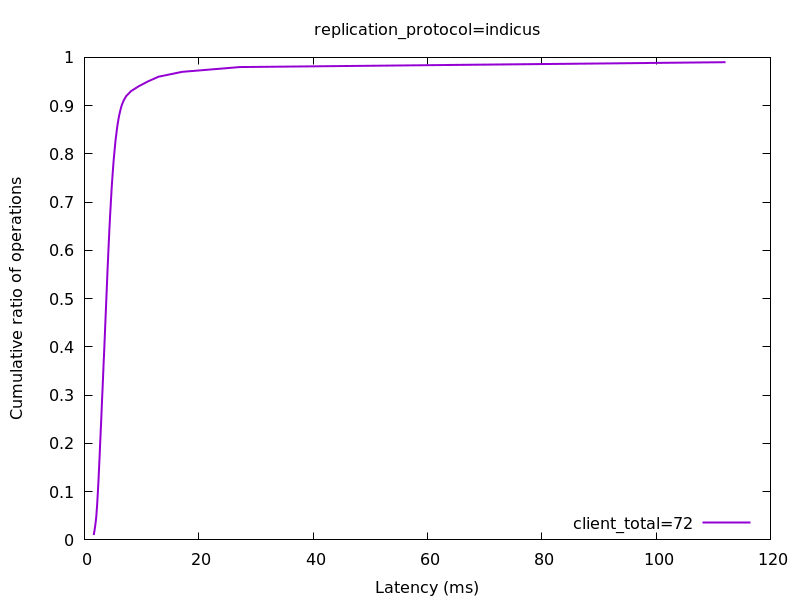 replication_protocol=indicus
1
0.9
0.8
0.7
0.6
0.5
0.4
0.3
0.2
0.1
0
Cumulative ratio of operations
client_total=72
0 20 40 60 80 100 120
Latency (ms)